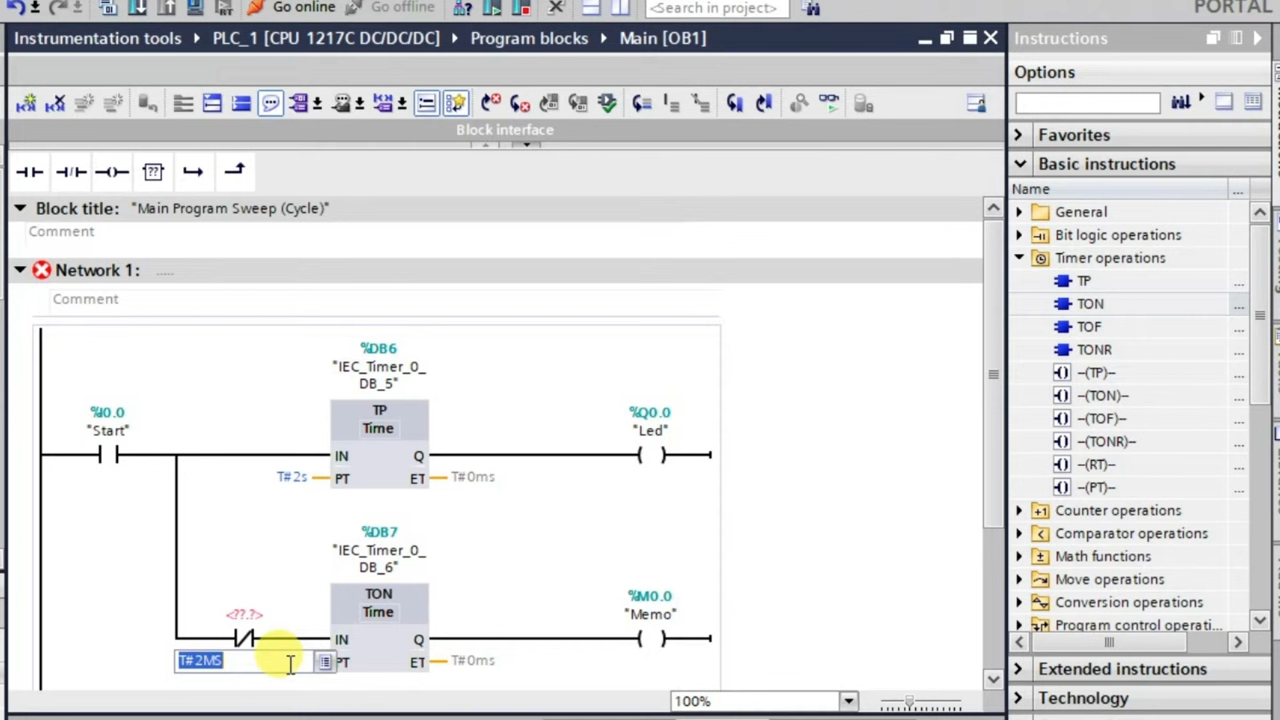 Go online
Go offline
<Search in project>
PORTAL
Instrumentation tools
PLC_1 [CPU 1217C DC/DC/DC]
Program blocks
Main [OB1]
Instructions
Options
Block interface
Favorites
Basic instructions
Name
...
??
Block title: "Main Program Sweep (Cycle)"
Comment
Network 1: .....
Comment
General
Bit logic operations
Timer operations
TP ...
TON ...
TOF ...
TONR ...
–(TP)– ...
–(TON)– ...
–(TOF)– ...
–(TONR)– ...
–(RT)– ...
–(PT)– ...
Counter operations
Comparator operations
Math functions
Move operations
Conversion operations
Program control operati...
Extended instructions
Technology
%DB6
"IEC_Timer_0_
DB_5"
%I0.0
"Start"
TP
Time
%Q0.0
"Led"
IN Q
T#2s PT ET T#0ms
%DB7
"IEC_Timer_0_
DB_6"
<??.?>
TON
Time
%M0.0
"Memo"
IN Q
T#2MS PT ET T#0ms
100%